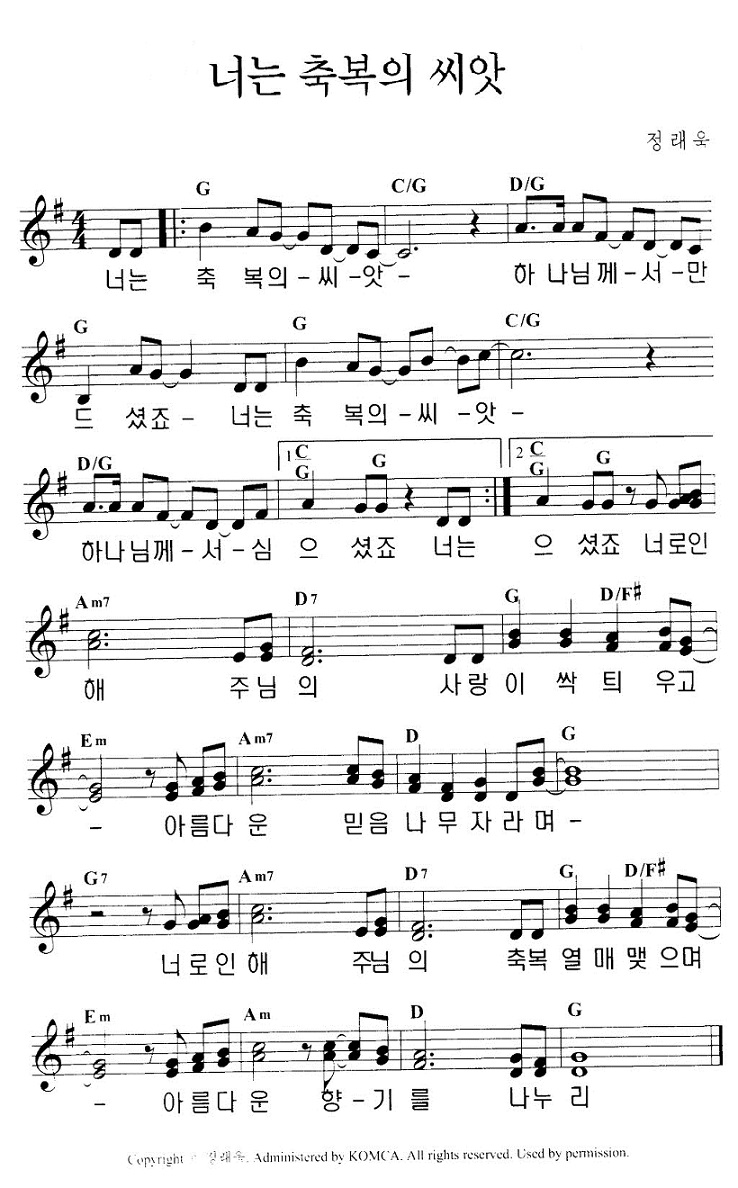 너는 축복의 씨앗
정 래 욱
G C/G D/G
너는 축 복의-씨-앗- 하 나님께-서-만
G G C/G
드 셨죠- 너는 축 복의-씨-앗-
D/G 1 C G G 2 C G G
하나님께-서-심 으 셨죠 너는 으 셨죠 너로인
Am7 D7 G D/F#
해 주님 의 사랑 이 싹 틔 우고
Em Am7 D G
- 아름다 운 믿음 나 무 자 라 며-
G7 Am7 D7 G D/F#
너로인 해 주님 의 축복 열 매 맺 으며
Em Am D G
- 아름다 운 향-기 를 나누 리
Copyright 정래욱. Administered by KOMCA. All rights reserved. Used by permission.